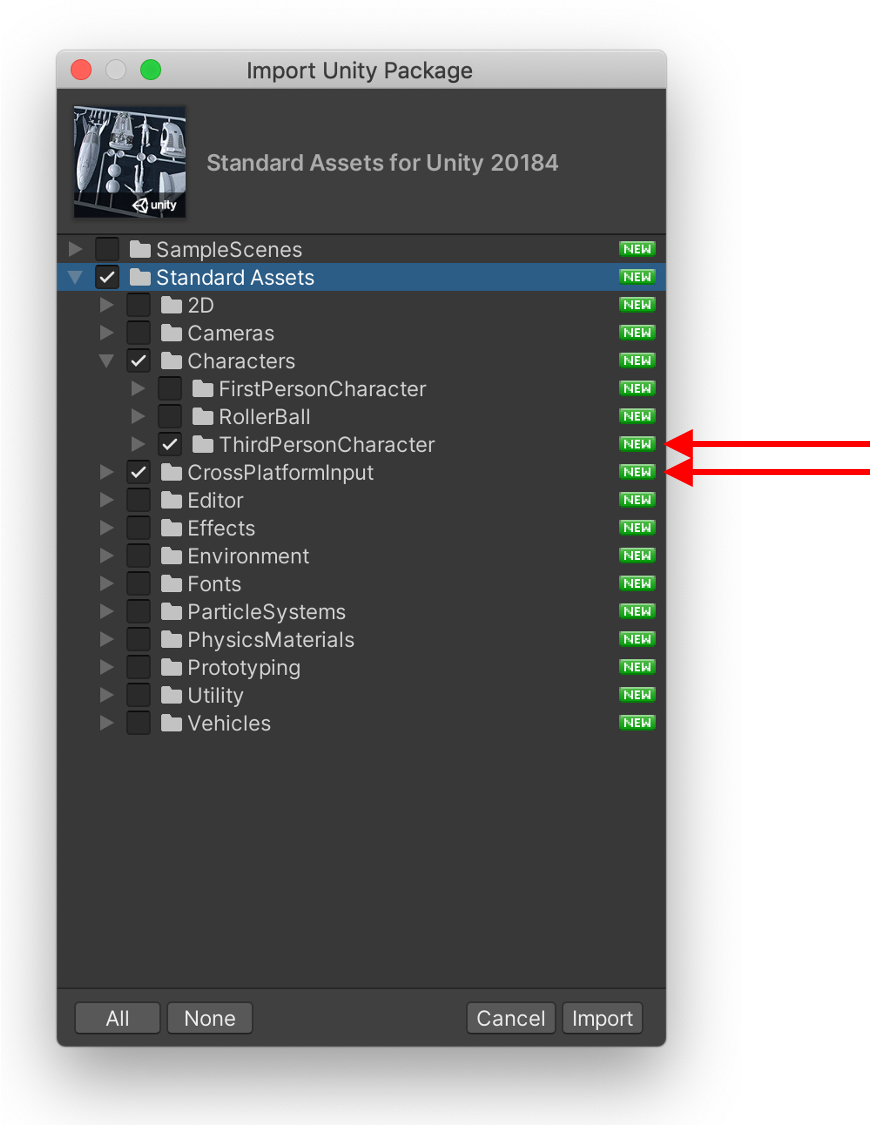 Import Unity Package
unity
Standard Assets for Unity 20184
SampleScenes NEW
Standard Assets NEW
2D NEW
Cameras NEW
Characters NEW
FirstPersonCharacter NEW
RollerBall NEW
ThirdPersonCharacter NEW
CrossPlatformInput NEW
Editor NEW
Effects NEW
Environment NEW
Fonts NEW
ParticleSystems NEW
PhysicsMaterials NEW
Prototyping NEW
Utility NEW
Vehicles NEW
All None Cancel Import